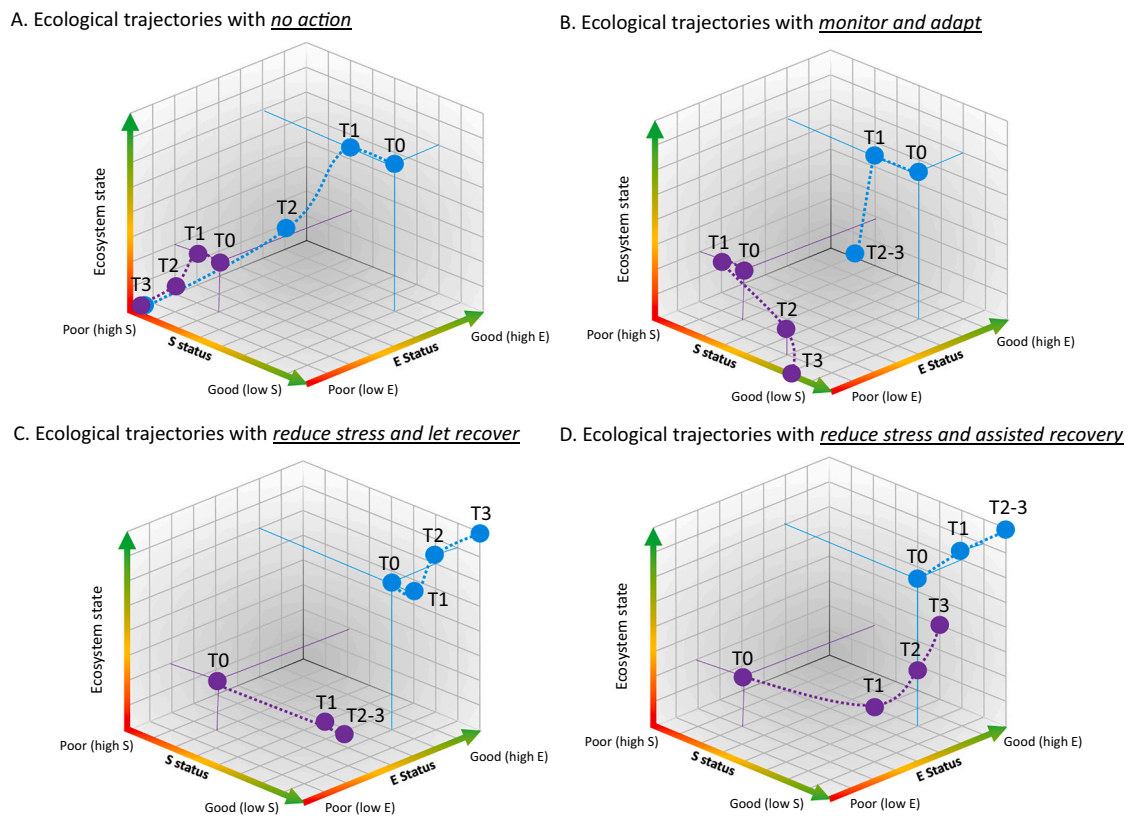 A. Ecological trajectories with no action
T1
T0
T2
T1
T0
T2
T3
Ecosystem state
Poor (high S)
S status
Good (low S)
Poor (low E)
E Status
Good (high E)
B. Ecological trajectories with monitor and adapt
T1
T0
T2-3
T1
T0
T2
T3
Ecosystem state
Poor (high S)
S status
Good (low S)
Poor (low E)
E Status
Good (high E)
C. Ecological trajectories with reduce stress and let recover
T3
T2
T0
T1
T0
T1
T2-3
Ecosystem state
Poor (high S)
S status
Good (low S)
Poor (low E)
E Status
Good (high E)
D. Ecological trajectories with reduce stress and assisted recovery
T2-3
T1
T0
T3
T2
T0
T1
Ecosystem state
Poor (high S)
S status
Good (low S)
Poor (low E)
E Status
Good (high E)